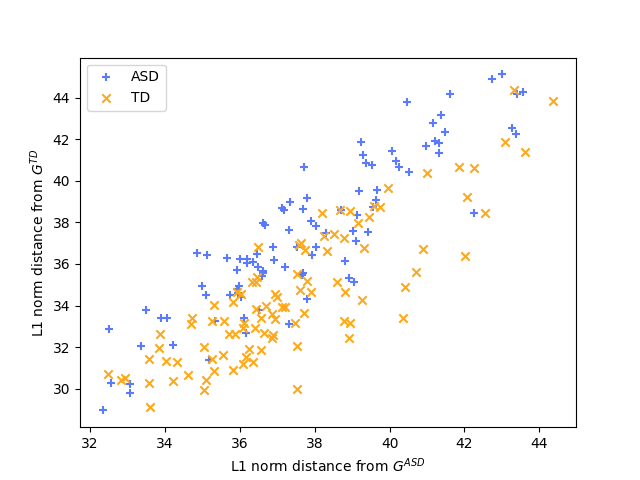 ASD
TD
44
42
40
38
36
34
32
30
L1 norm distance from G^{TD}
32 34 36 38 40 42 44
L1 norm distance from G^{ASD}